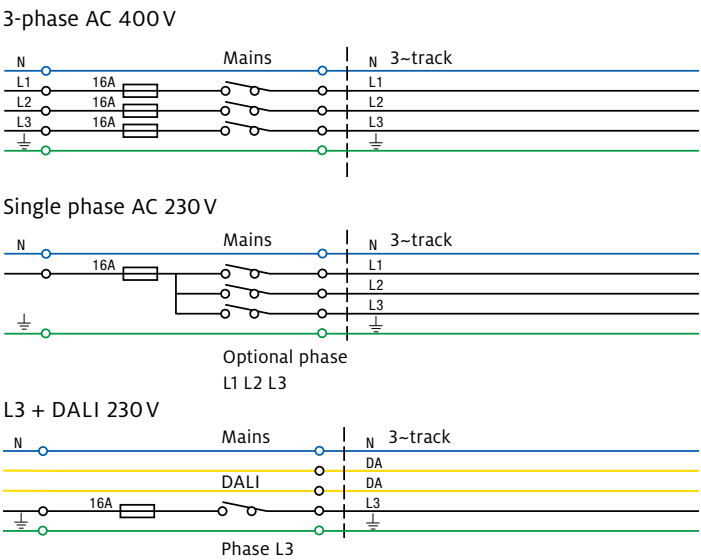 3-phase AC 400 V
Mains
N
N 3~track
L1 16A L1
L2 16A L2
L3 16A L3
Single phase AC 230 V
Mains
N
N 3~track
16A L1
L2
L3
Optional phase
L1 L2 L3
L3 + DALI 230 V
Mains
N
N 3~track
DA
DALI DA
16A L3
Phase L3